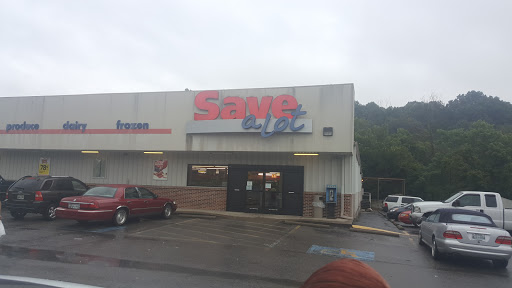 Save
a lot
produce dairy frozen